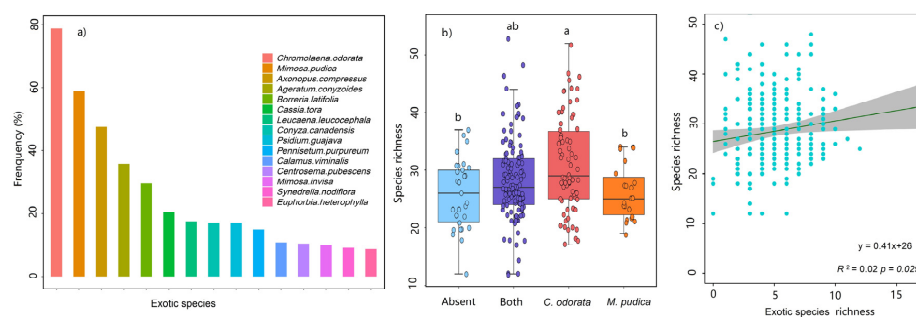 a)
80
60
40
20
0
Frequency (%)
Exotic species
Chromolaena.odorata
Mimosa.pudica
Axonopus.compressus
Ageratum.conyzoides
Borreria.latifolia
Cassia.tora
Leucaena.leucocephala
Conyza.canadensis
Psidium.guajava
Pennisetum.purpureum
Calamus.viminalis
Centrosema.pubescens
Mimosa.invisa
Synedrella.nodiflora
Euphorbia.heterophylla
b)
ab
a
b
b
50
40
30
20
10
Species richness
Absent
Both
C. odorata
M. pudica
c)
50
40
30
20
10
0
Species richness
y = 0.41x+26
R² = 0.02 p = 0.02
0
5
10
15
Exotic species richness